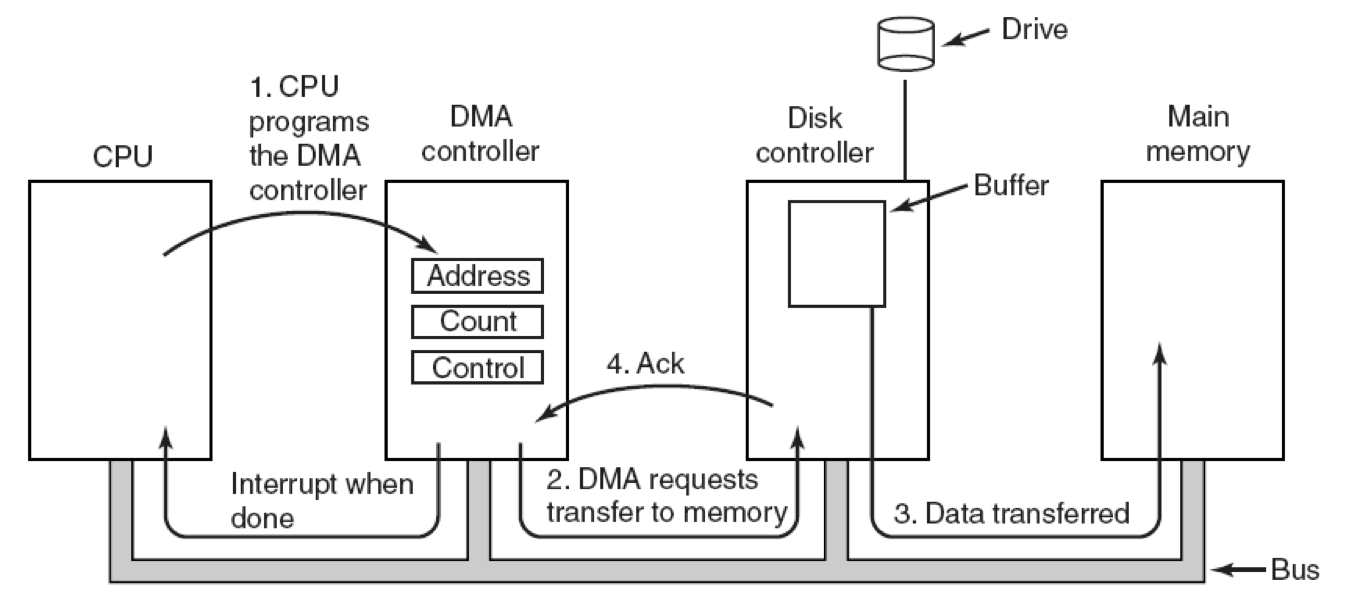 Drive
1. CPU
programs
the DMA
controller
CPU
DMA
controller
Disk
controller
Main
memory
Buffer
Address
Count
Control
4. Ack
Interrupt when
done
2. DMA requests
transfer to memory
3. Data transferred
Bus